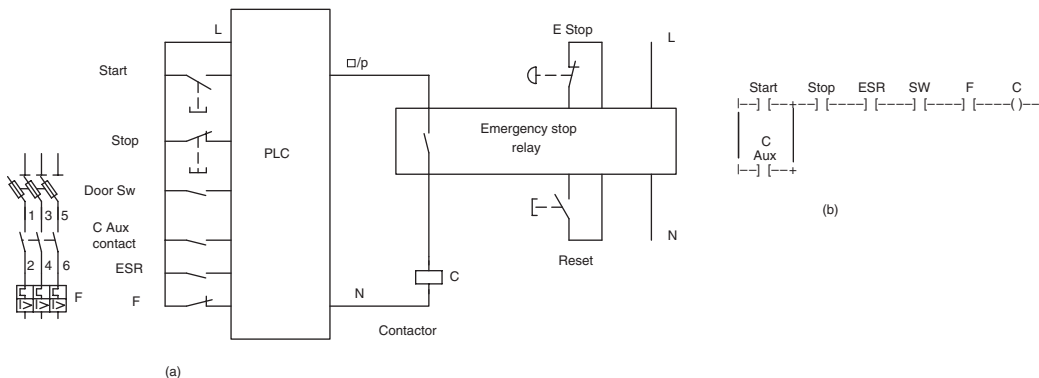 L
Start
Stop
Door Sw
C Aux
contact
ESR
F
1 3 5
2 4 6
F
PLC
□/p
N
C
Contactor
E Stop
L
Emergency stop
relay
N
Reset
(a)
Start Stop ESR SW F C
|--] [--+--] [----] [----] [----] [----( )--
C
Aux
|--] [--+
(b)